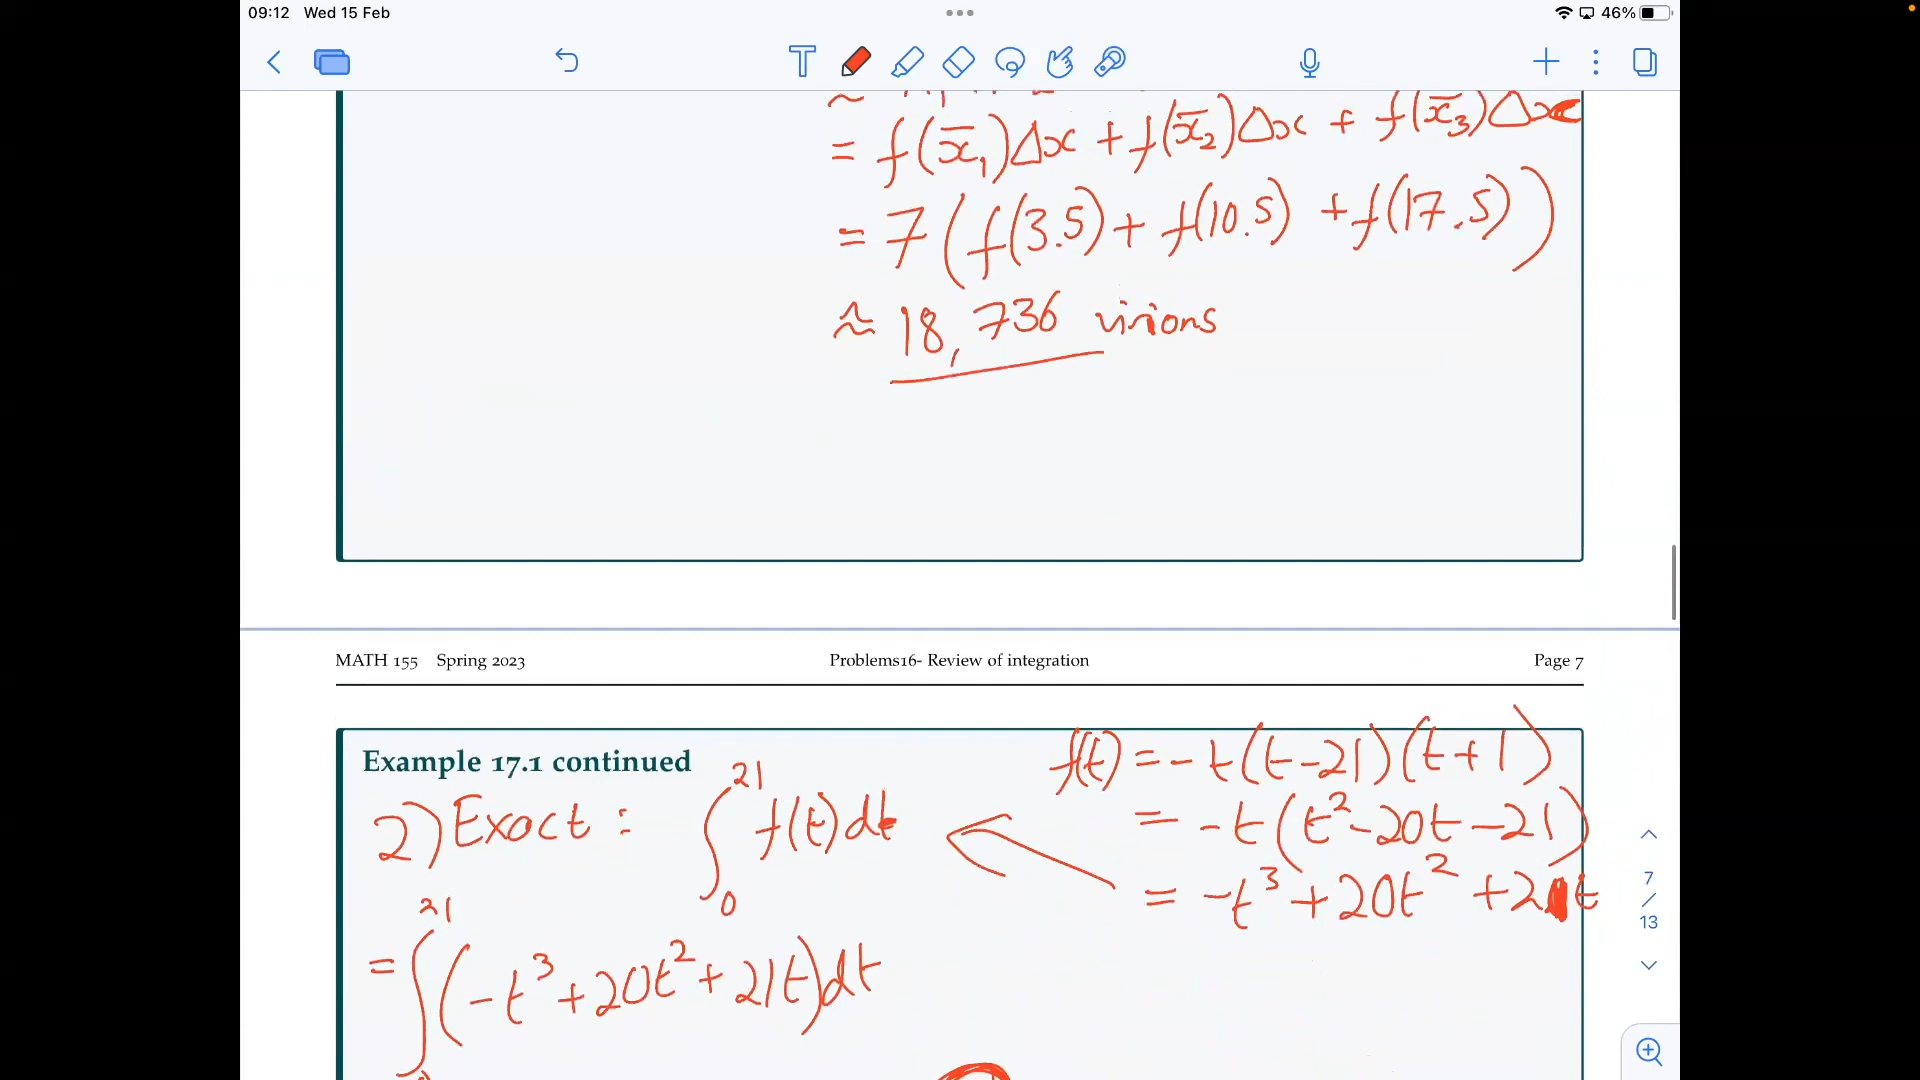 09:12 Wed 15 Feb
46%
= f(x̄₁)Δx + f(x̄₂)Δx + f(x̄₃)Δx
= 7(f(3.5) + f(10.5) + f(17.5))
≈ 18,736 virions
MATH 155 Spring 2023 Problems16- Review of integration Page 7
Example 17.1 continued
f(t) = -t(t-21)(t+1)
= -t(t²-20t-21)
= -t³+20t²+21t
2) Exact: ∫₀²¹ f(t)dt
= ∫²¹ (-t³+20t²+21t)dt
7
/
13